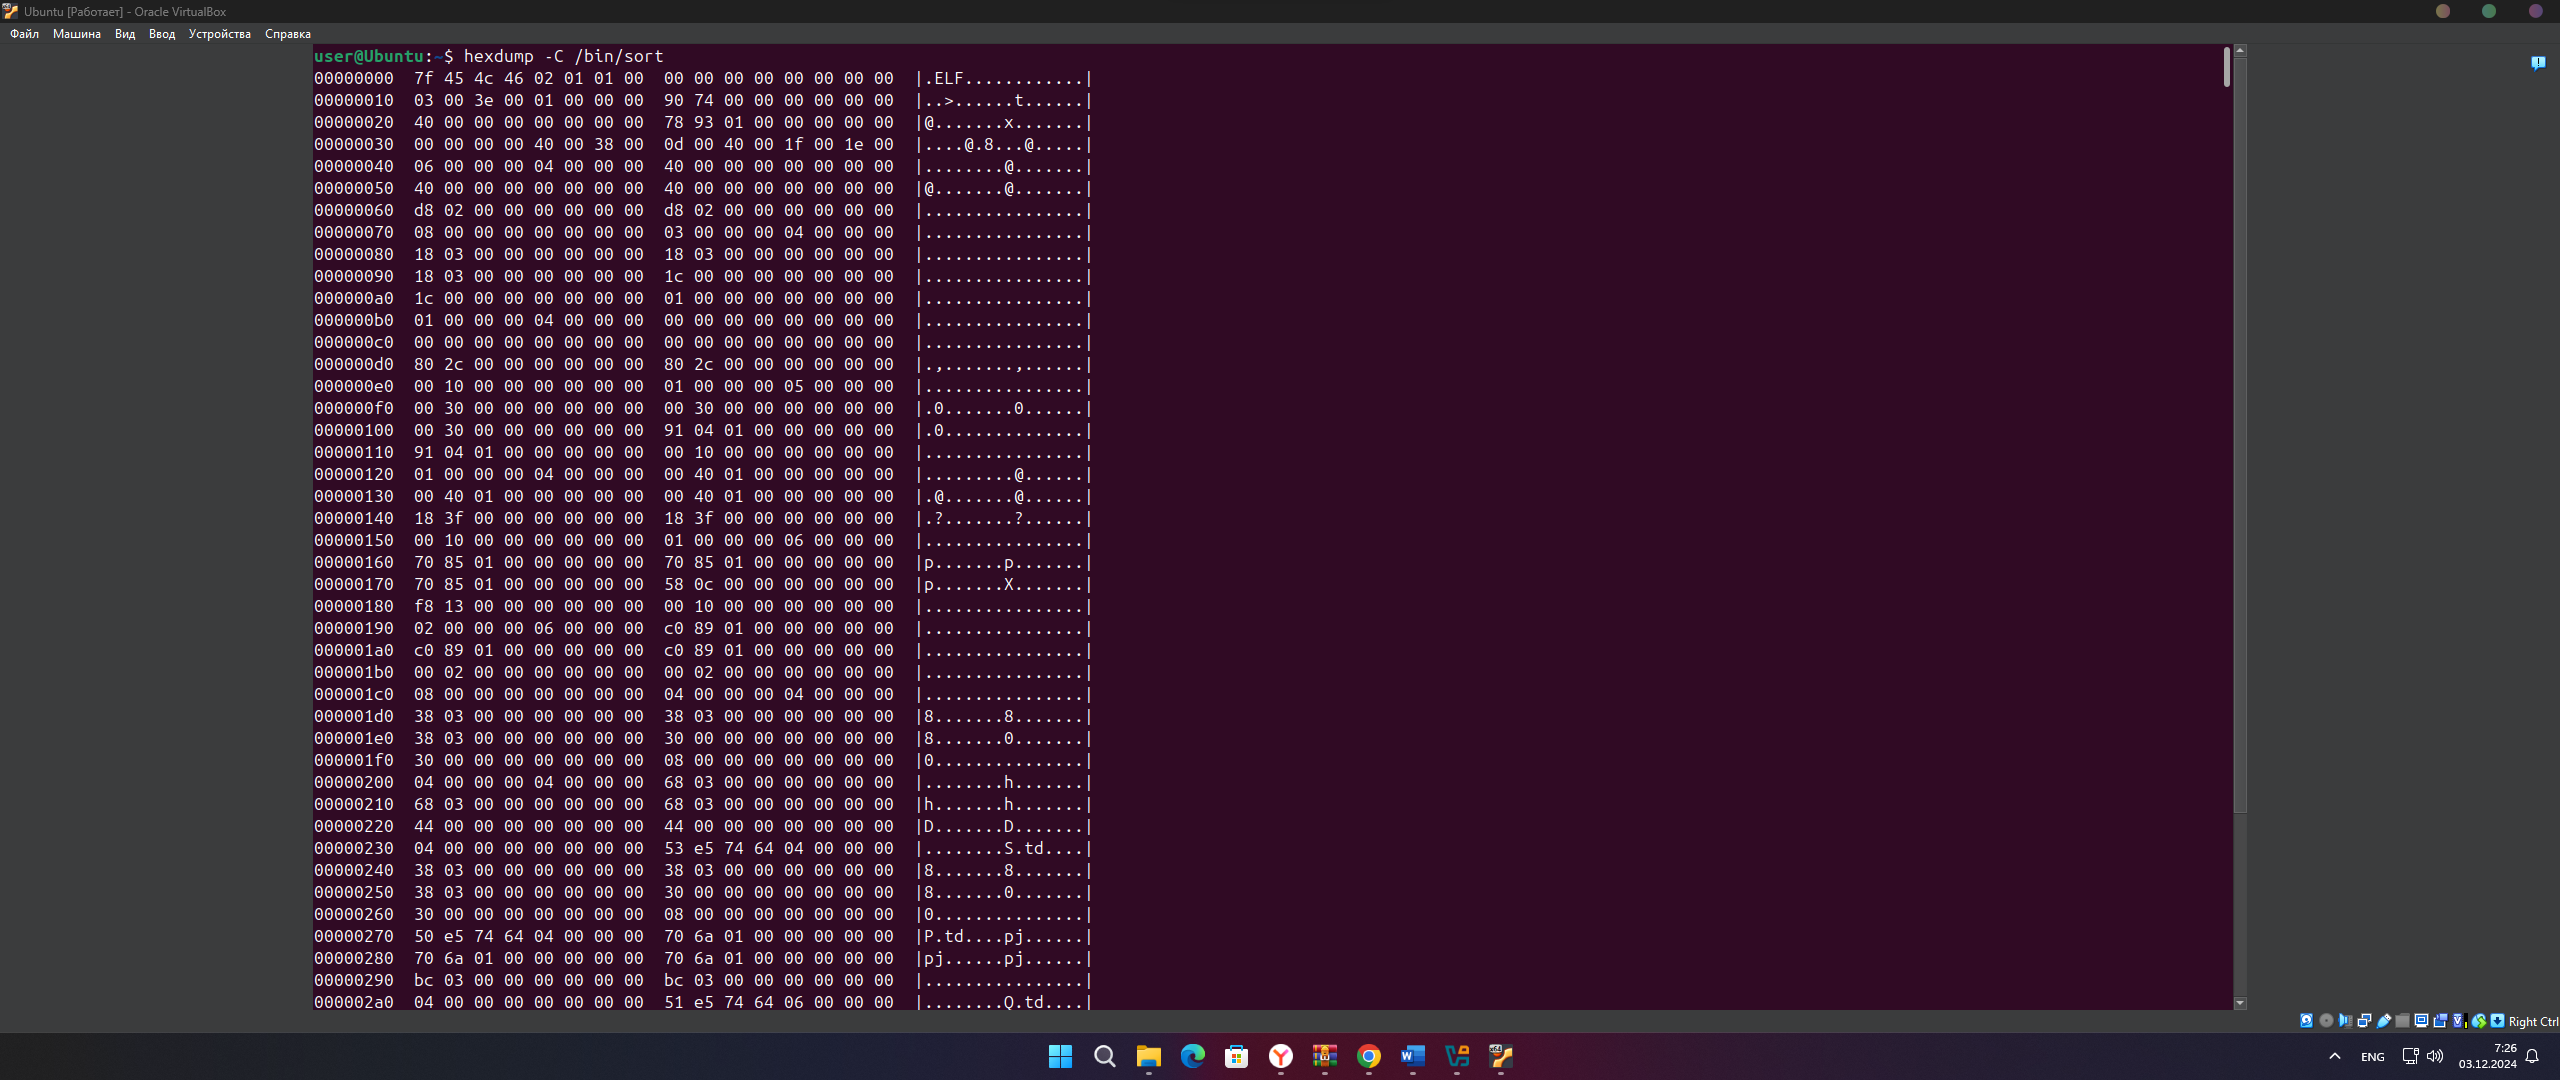 Ubuntu [Работает] - Oracle VirtualBox
Файл Машина Вид Ввод Устройства Справка
user@Ubuntu:~$ hexdump -C /bin/sort
00000000  7f 45 4c 46 02 01 01 00  00 00 00 00 00 00 00 00  |.ELF............|
00000010  03 00 3e 00 01 00 00 00  90 74 00 00 00 00 00 00  |..>......t......|
00000020  40 00 00 00 00 00 00 00  78 93 01 00 00 00 00 00  |@.......x.......|
00000030  00 00 00 00 40 00 38 00  0d 00 40 00 1f 00 1e 00  |....@.8...@.....|
00000040  06 00 00 00 04 00 00 00  40 00 00 00 00 00 00 00  |........@.......|
00000050  40 00 00 00 00 00 00 00  40 00 00 00 00 00 00 00  |@.......@.......|
00000060  d8 02 00 00 00 00 00 00  d8 02 00 00 00 00 00 00  |................|
00000070  08 00 00 00 00 00 00 00  03 00 00 00 04 00 00 00  |................|
00000080  18 03 00 00 00 00 00 00  18 03 00 00 00 00 00 00  |................|
00000090  18 03 00 00 00 00 00 00  1c 00 00 00 00 00 00 00  |................|
000000a0  1c 00 00 00 00 00 00 00  01 00 00 00 00 00 00 00  |................|
000000b0  01 00 00 00 04 00 00 00  00 00 00 00 00 00 00 00  |................|
000000c0  00 00 00 00 00 00 00 00  00 00 00 00 00 00 00 00  |................|
000000d0  80 2c 00 00 00 00 00 00  80 2c 00 00 00 00 00 00  |.,.......,......|
000000e0  00 10 00 00 00 00 00 00  01 00 00 00 05 00 00 00  |................|
000000f0  00 30 00 00 00 00 00 00  00 30 00 00 00 00 00 00  |.0.......0......|
00000100  00 30 00 00 00 00 00 00  91 04 01 00 00 00 00 00  |.0..............|
00000110  91 04 01 00 00 00 00 00  00 10 00 00 00 00 00 00  |................|
00000120  01 00 00 00 04 00 00 00  00 40 01 00 00 00 00 00  |.........@......|
00000130  00 40 01 00 00 00 00 00  00 40 01 00 00 00 00 00  |.@.......@......|
00000140  18 3f 00 00 00 00 00 00  18 3f 00 00 00 00 00 00  |.?.......?......|
00000150  00 10 00 00 00 00 00 00  01 00 00 00 06 00 00 00  |................|
00000160  70 85 01 00 00 00 00 00  70 85 01 00 00 00 00 00  |p.......p.......|
00000170  70 85 01 00 00 00 00 00  58 0c 00 00 00 00 00 00  |p.......X.......|
00000180  f8 13 00 00 00 00 00 00  00 10 00 00 00 00 00 00  |................|
00000190  02 00 00 00 06 00 00 00  c0 89 01 00 00 00 00 00  |................|
000001a0  c0 89 01 00 00 00 00 00  c0 89 01 00 00 00 00 00  |................|
000001b0  00 02 00 00 00 00 00 00  00 02 00 00 00 00 00 00  |................|
000001c0  08 00 00 00 00 00 00 00  04 00 00 00 04 00 00 00  |................|
000001d0  38 03 00 00 00 00 00 00  38 03 00 00 00 00 00 00  |8.......8.......|
000001e0  38 03 00 00 00 00 00 00  30 00 00 00 00 00 00 00  |8.......0.......|
000001f0  30 00 00 00 00 00 00 00  08 00 00 00 00 00 00 00  |0...............|
00000200  04 00 00 00 04 00 00 00  68 03 00 00 00 00 00 00  |........h.......|
00000210  68 03 00 00 00 00 00 00  68 03 00 00 00 00 00 00  |h.......h.......|
00000220  44 00 00 00 00 00 00 00  44 00 00 00 00 00 00 00  |D.......D.......|
00000230  04 00 00 00 00 00 00 00  53 e5 74 64 04 00 00 00  |........S.td....|
00000240  38 03 00 00 00 00 00 00  38 03 00 00 00 00 00 00  |8.......8.......|
00000250  38 03 00 00 00 00 00 00  30 00 00 00 00 00 00 00  |8.......0.......|
00000260  30 00 00 00 00 00 00 00  08 00 00 00 00 00 00 00  |0...............|
00000270  50 e5 74 64 04 00 00 00  70 6a 01 00 00 00 00 00  |P.td....pj......|
00000280  70 6a 01 00 00 00 00 00  70 6a 01 00 00 00 00 00  |pj......pj......|
00000290  bc 03 00 00 00 00 00 00  bc 03 00 00 00 00 00 00  |................|
000002a0  04 00 00 00 00 00 00 00  51 e5 74 64 06 00 00 00  |........Q.td....|
Right Ctrl
ENG
7:26
03.12.2024